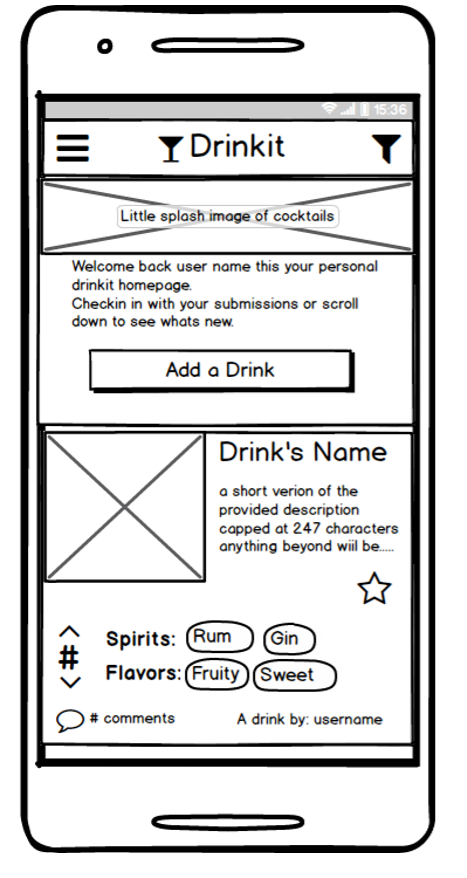 15:36
Drinkit
Little splash image of cocktails
Welcome back user name this your personal
drinkit homepage.
Checkin in with your submissions or scroll
down to see whats new.
Add a Drink
Drink's Name
a short verion of the
provided description
capped at 247 characters
anything beyond wiil be.....
Spirits: Rum Gin
#
Flavors: Fruity Sweet
# comments A drink by: username